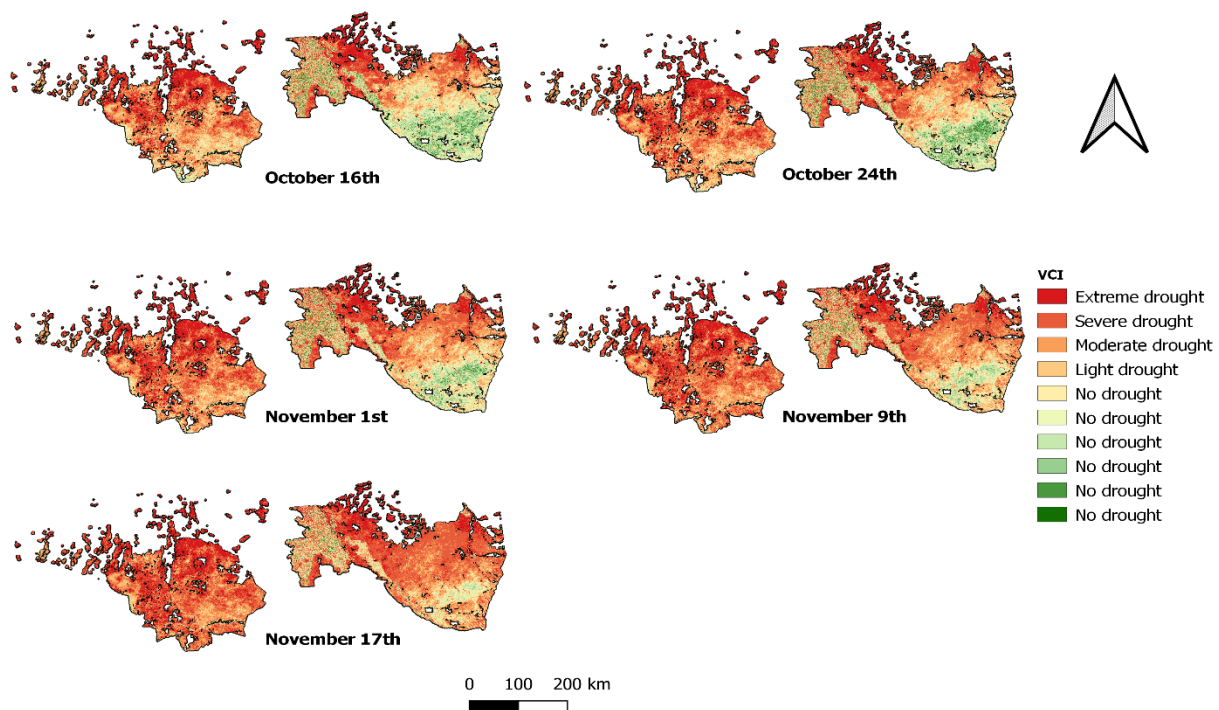 October 16th
October 24th
November 1st
November 9th
November 17th
VCI
Extreme drought
Severe drought
Moderate drought
Light drought
No drought
No drought
No drought
No drought
No drought
No drought
0 100 200 km